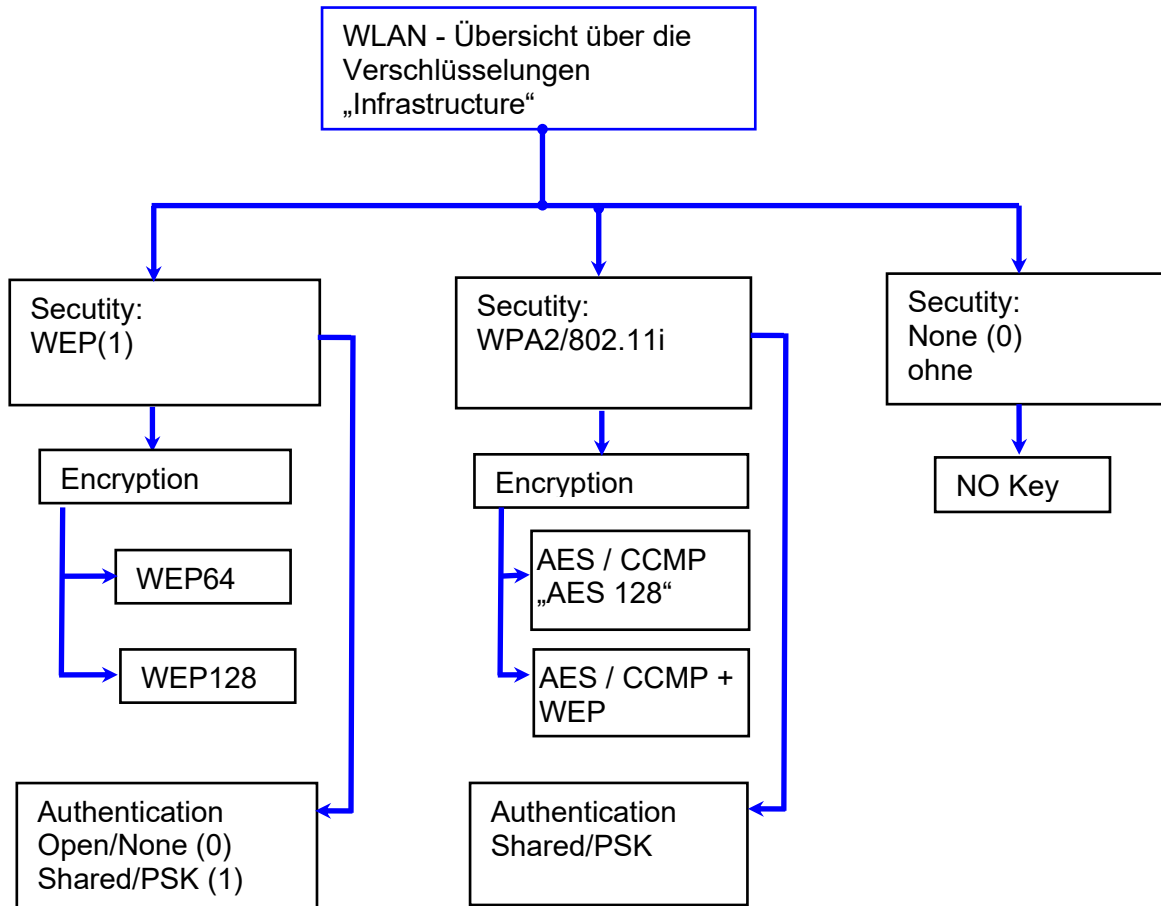 WLAN - Übersicht über die
Verschlüsselungen
„Infrastructure“
Secutity:
WEP(1)
Secutity:
WPA2/802.11i
Secutity:
None (0)
ohne
Encryption
Encryption
NO Key
WEP64
AES / CCMP
„AES 128“
WEP128
AES / CCMP +
WEP
Authentication
Open/None (0)
Shared/PSK (1)
Authentication
Shared/PSK